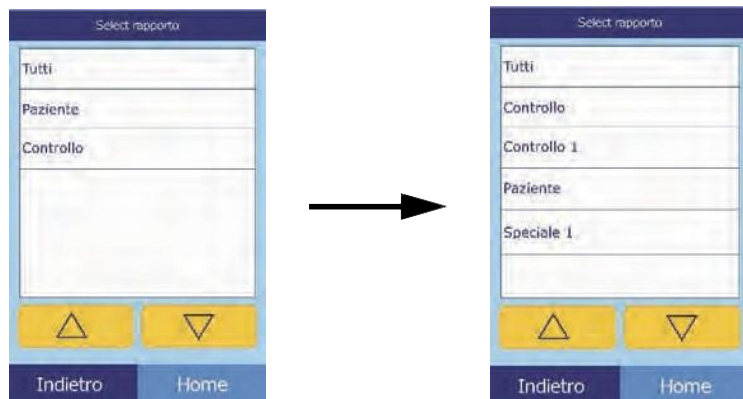 Select rapporto
Tutti
Paziente
Controllo
Indietro
Home
Select rapporto
Tutti
Controllo
Controllo 1
Paziente
Speciale 1
Indietro
Home